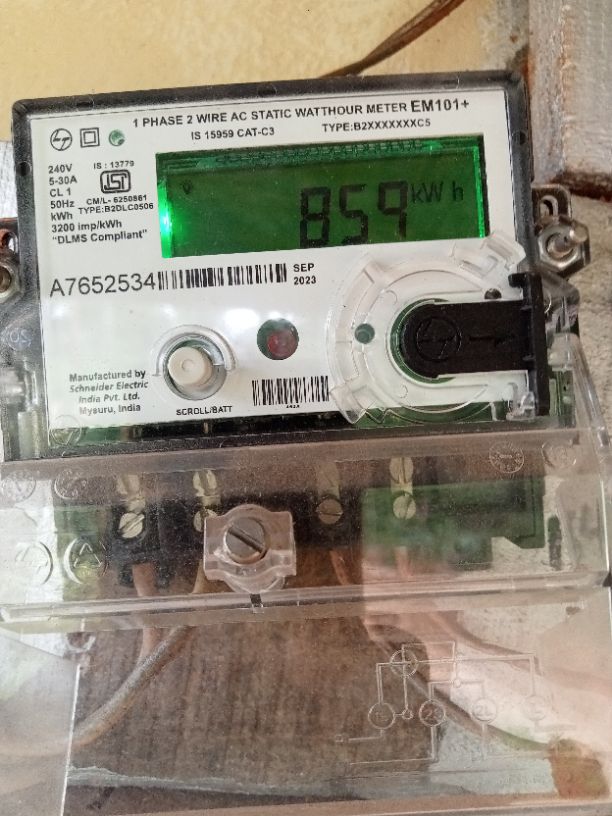 1 PHASE 2 WIRE AC STATIC WATTHOUR METER EM101+
IS 15959 CAT-C3 TYPE:B2XXXXXXXC5
240V
5-30A
CL 1
50Hz
kWh
3200 imp/kWh
"DLMS Compliant"
IS : 13779
CM/L- 6250861
TYPE:B2DLC0506
859 kWh
A7652534
SEP
2023
Manufactured by
Schneider Electric
India Pvt. Ltd.
Mysuru, India
SCROLL/BATT